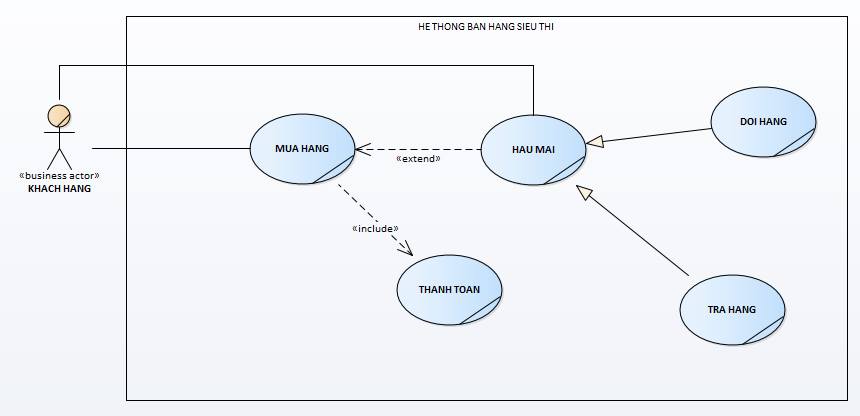 HE THONG BAN HANG SIEU THI
«business actor»
KHACH HANG
MUA HANG
«extend»
HAU MAI
DOI HANG
«include»
THANH TOAN
TRA HANG